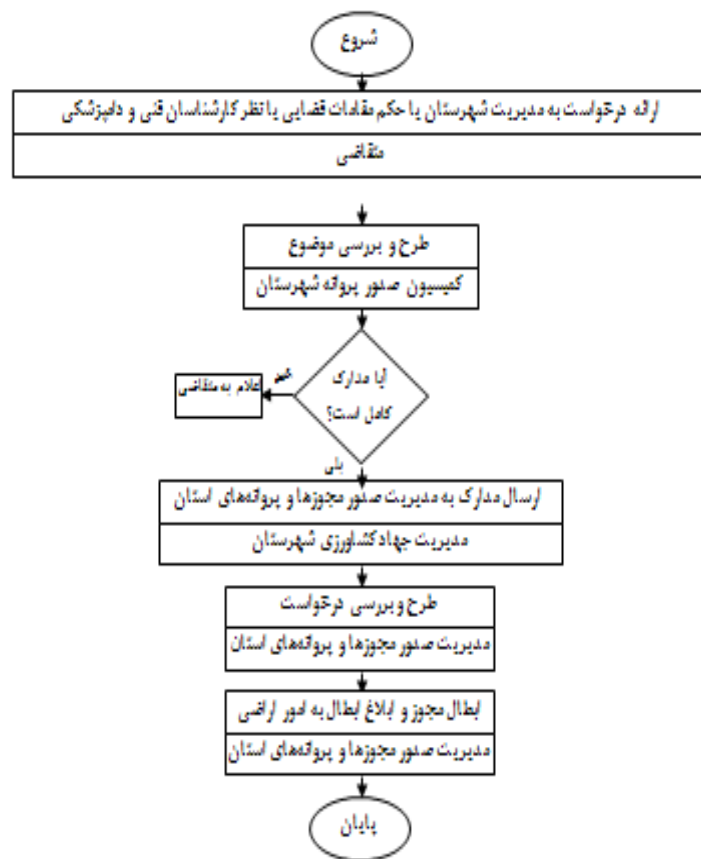 شروع
ارائه درخواست به مدیریت شهرستان یا حکم مقامات قضایی یا نظر کارشناسان فنی و دامپزشکی
متقاضی
طرح و بررسی موضوع
کمیسیون صدور پروانه شهرستان
آیا مدارک
کامل است؟
خیر
اعلام به متقاضی
بلی
ارسال مدارک به مدیریت صدور مجوزها و پروانه‌های استان
مدیریت جهاد کشاورزی شهرستان
طرح و بررسی درخواست
مدیریت صدور مجوزها و پروانه‌های استان
ابطال مجوز و ابلاغ ابطال به امور اراضی
مدیریت صدور مجوزها و پروانه‌های استان
پایان